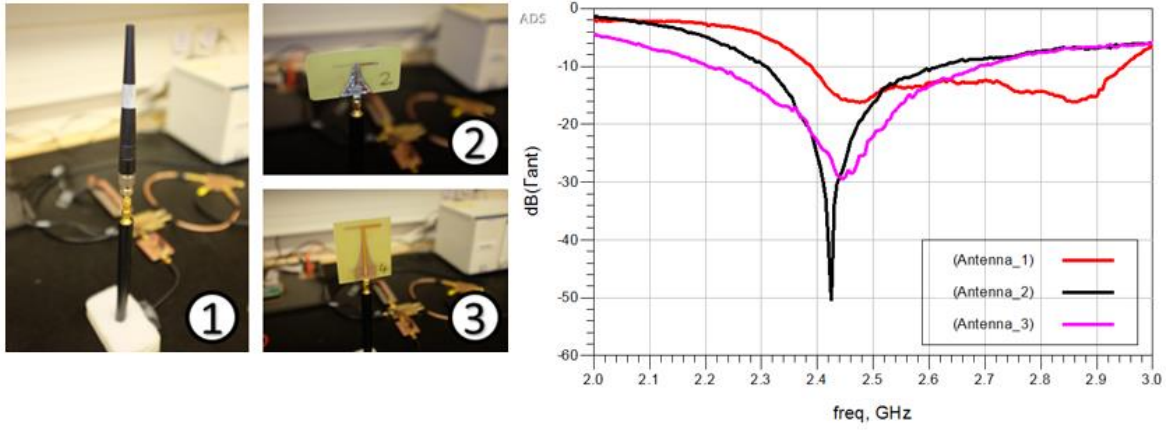 1
2
2
4
3
ADS
0
-10
-20
-30
-40
-50
-60
dB(Γant)
(Antenna_1)
(Antenna_2)
(Antenna_3)
2.0 2.1 2.2 2.3 2.4 2.5 2.6 2.7 2.8 2.9 3.0
freq, GHz